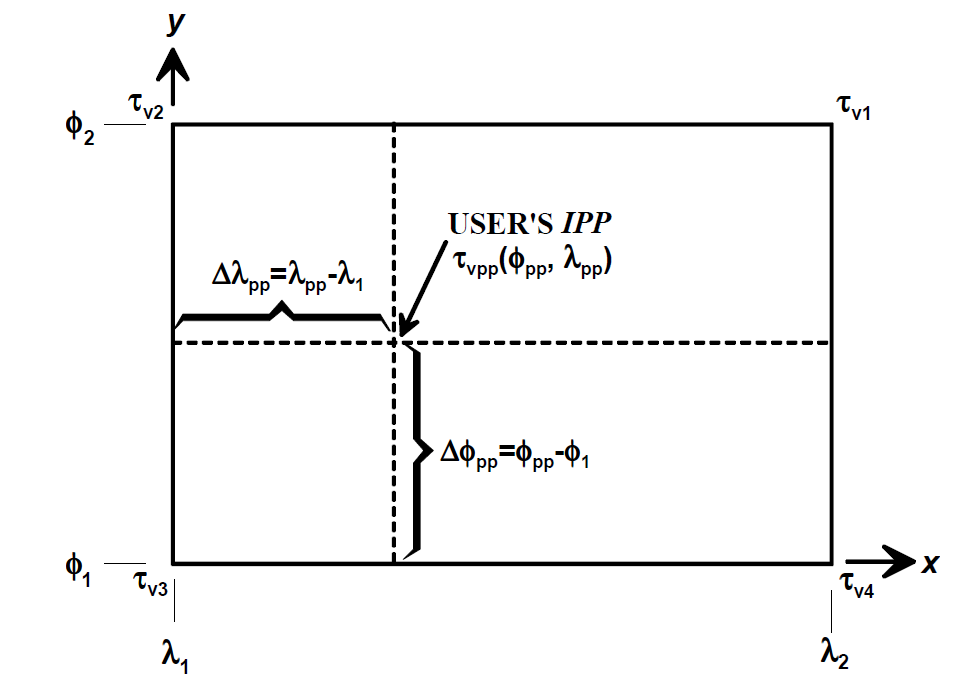 y
τv2
τv1
ϕ2
USER'S IPP
τvpp(ϕpp, λpp)
Δλpp=λpp-λ1
Δϕpp=ϕpp-ϕ1
ϕ1
τv3
τv4
x
λ1
λ2